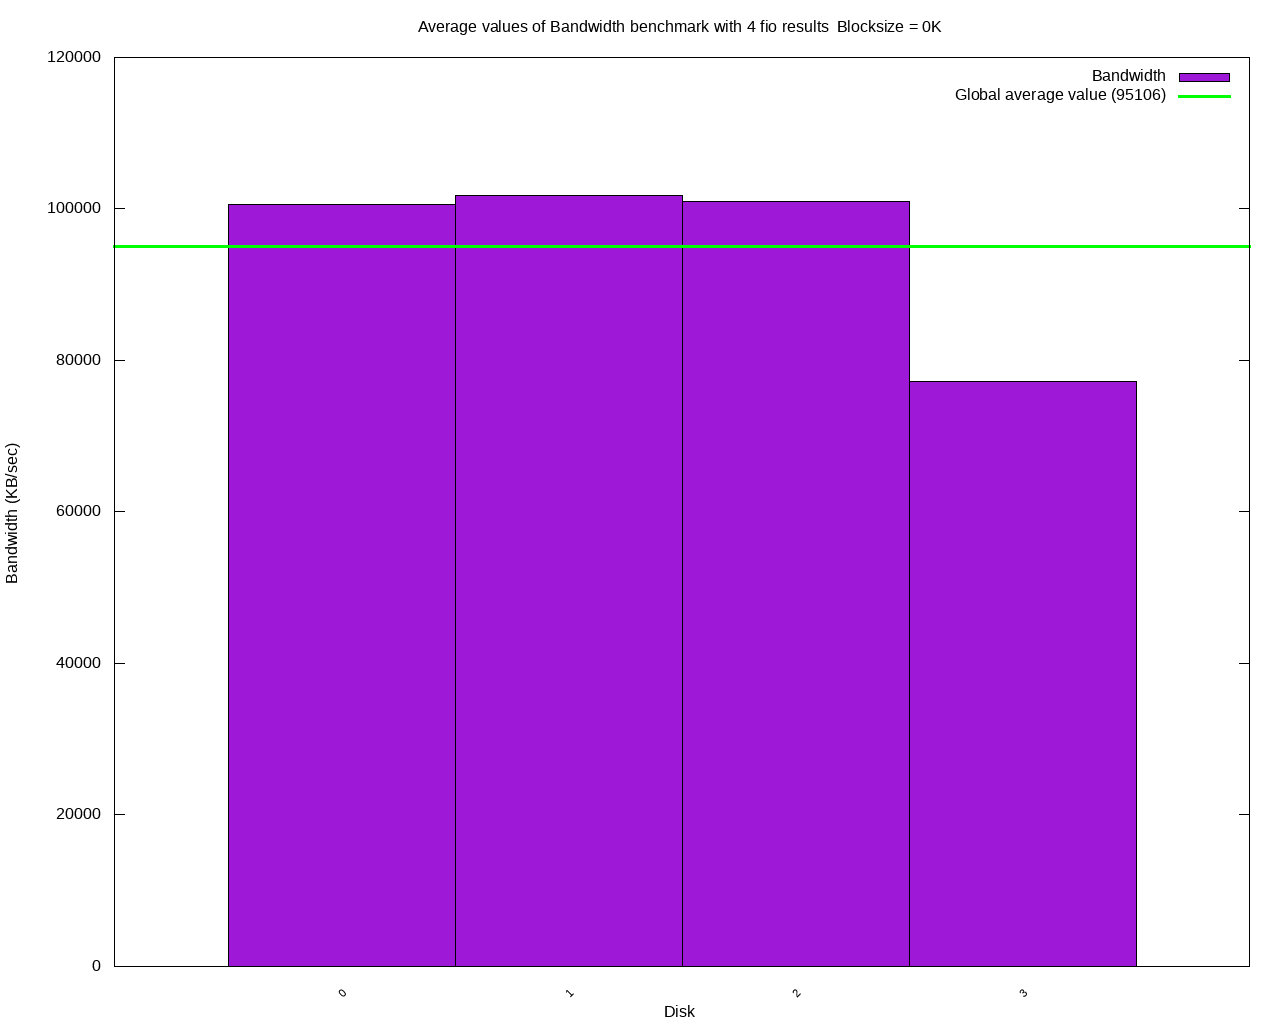 Average values of Bandwidth benchmark with 4 fio results  Blocksize = 0K
120000
100000
80000
60000
40000
20000
0
Bandwidth (KB/sec)
Bandwidth
Global average value (95106)
0
1
2
3
Disk